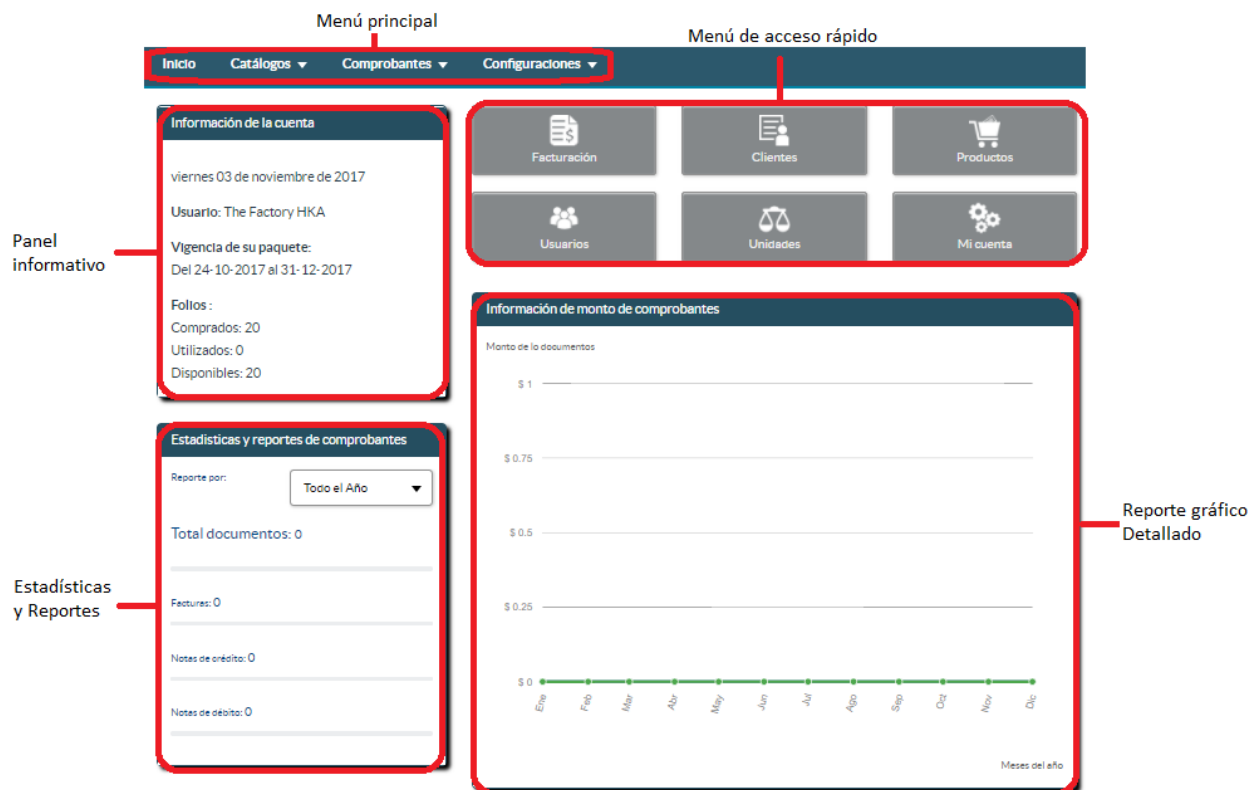 Menú principal
Menú de acceso rápido
Inicio Catálogos Comprobantes Configuraciones
Información de la cuenta
viernes 03 de noviembre de 2017
Usuario: The Factory HKA
Vigencia de su paquete:
Del 24-10-2017 al 31-12-2017
Folios :
Comprados: 20
Utilizados: 0
Disponibles: 20
Panel
informativo
Facturación Clientes Productos
Usuarios Unidades Mi cuenta
Estadisticas y reportes de comprobantes
Reporte por:
Todo el Año
Total documentos: 0
Facturas: 0
Notas de crédito: 0
Notas de débito: 0
Estadísticas
y Reportes
Información de monto de comprobantes
Monto de lo documentos
$ 1
$ 0.75
$ 0.5
$ 0.25
$ 0
Ene Feb Mar Abr May Jun Jul Ago Sep Oct Nov Dic
Meses del año
Reporte gráfico
Detallado